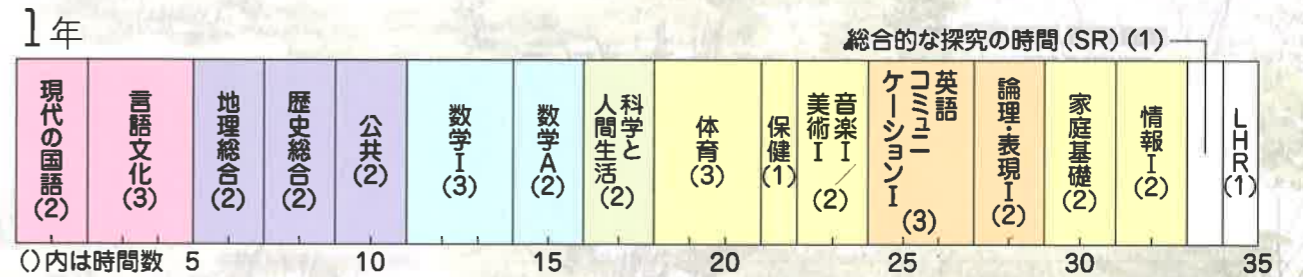 1年
総合的な探究の時間(SR)(1)
現代の国語(2)
言語文化(3)
地理総合(2)
歴史総合(2)
公共(2)
数学Ⅰ(3)
数学A(2)
科学と
人間生活(2)
体育(3)
保健(1)
音楽Ⅰ／
美術Ⅰ(2)
英語
コミュニ
ケーションⅠ(3)
論理・表現Ⅰ(2)
家庭基礎(2)
情報Ⅰ(2)
LHR(1)
()内は時間数 5 10 15 20 25 30 35